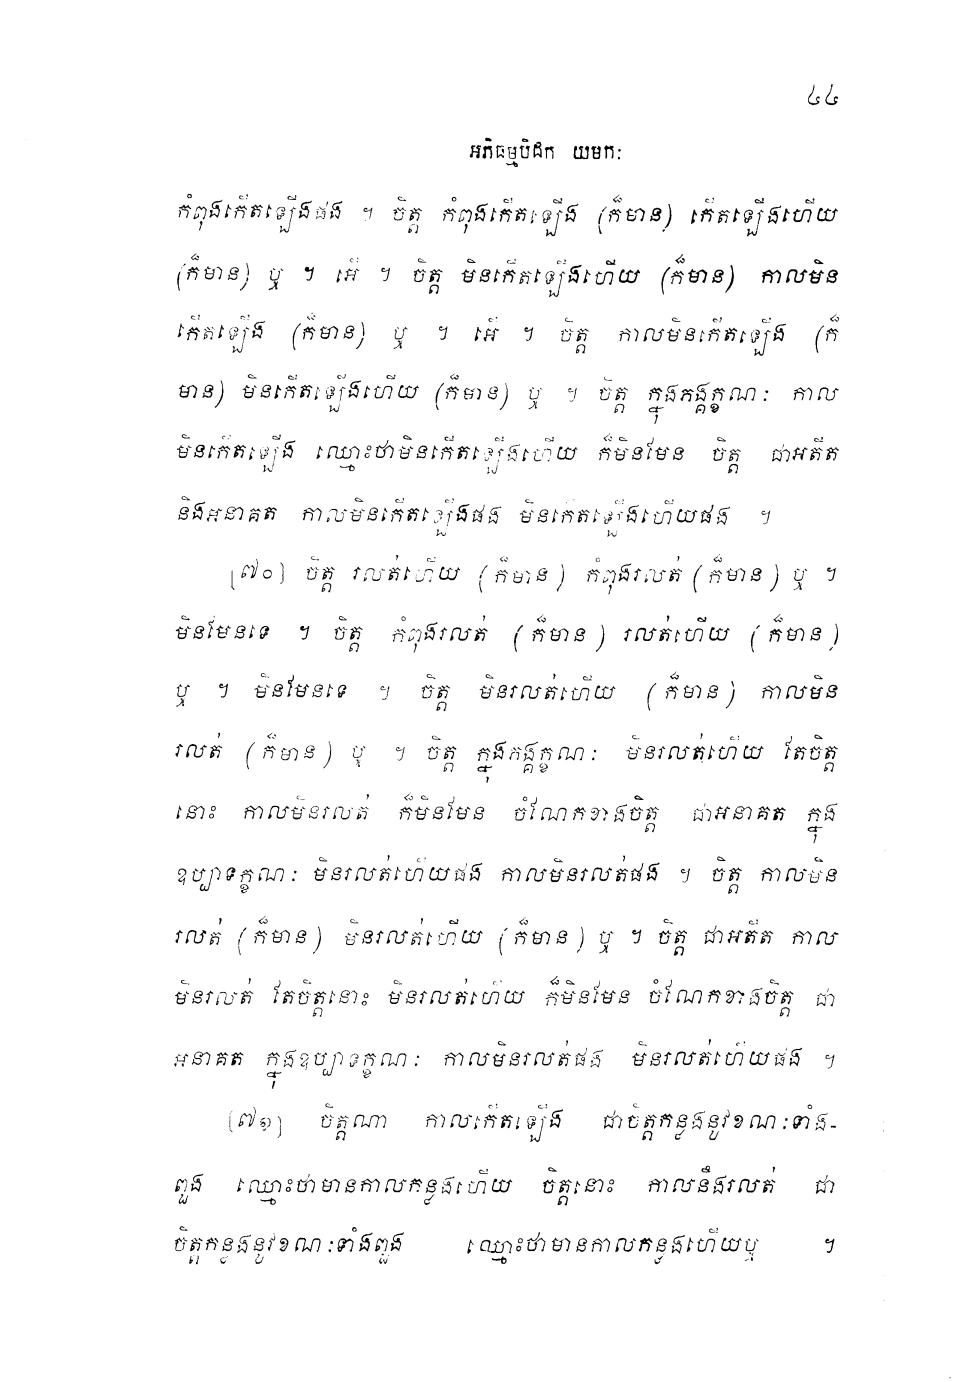 ៤៤
អភិធម្មបិដក យមកៈ
កំពុងកើតឡើងផង ។ ចិត្ត កំពុងកើតឡើង (ក៏មាន) កើតឡើងហើយ
(ក៏មាន) ឬ ។ អើ ។ ចិត្ត មិនកើតឡើងហើយ (ក៏មាន) កាលមិន
កើតឡើង (ក៏មាន) ឬ ។ អើ ។ ចិត្ត កាលមិនកើតឡើង (ក៏
មាន) មិនកើតឡើងហើយ (ក៏មាន) ឬ ។ ចិត្ត ក្នុងភង្គក្ខណៈ កាល
មិនកើតឡើង ឈ្មោះថាមិនកើតឡើងហើយ ក៏មិនមែន ចិត្ត ជាអតីត
និងអនាគត កាលមិនកើតឡើងផង មិនកើតឡើងហើយផង ។
[៧០] ចិត្ត រលត់ហើយ (ក៏មាន) កំពុងរលត់ (ក៏មាន) ឬ ។
មិនមែនទេ ។ ចិត្ត កំពុងរលត់ (ក៏មាន) រលត់ហើយ (ក៏មាន)
ឬ ។ មិនមែនទេ ។ ចិត្ត មិនរលត់ហើយ (ក៏មាន) កាលមិន
រលត់ (ក៏មាន) ឬ ។ ចិត្ត ក្នុងភង្គក្ខណៈ មិនរលត់ហើយ តែចិត្ត
នោះ កាលមិនរលត់ ក៏មិនមែន ចំណែកខាងចិត្ត ជាអនាគត ក្នុង
ឧប្បាទក្ខណៈ មិនរលត់ហើយផង កាលមិនរលត់ផង ។ ចិត្ត កាលមិន
រលត់ (ក៏មាន) មិនរលត់ហើយ (ក៏មាន) ឬ ។ ចិត្ត ជាអតីត កាល
មិនរលត់ តែចិត្តនោះ មិនរលត់ហើយ ក៏មិនមែន ចំណែកខាងចិត្ត ជា
អនាគត ក្នុងឧប្បាទក្ខណៈ កាលមិនរលត់ផង មិនរលត់ហើយផង ។
[៧១] ចិត្តណា កាលកើតឡើង ជាចិត្តកន្លងនូវខណៈទាំង-
ពួង ឈ្មោះថាមានកាលកន្លងហើយ ចិត្តនោះ កាលនឹងរលត់ ជា
ចិត្តកន្លងនូវខណៈទាំងពួង ឈ្មោះថាមានកាលកន្លងហើយឬ ។